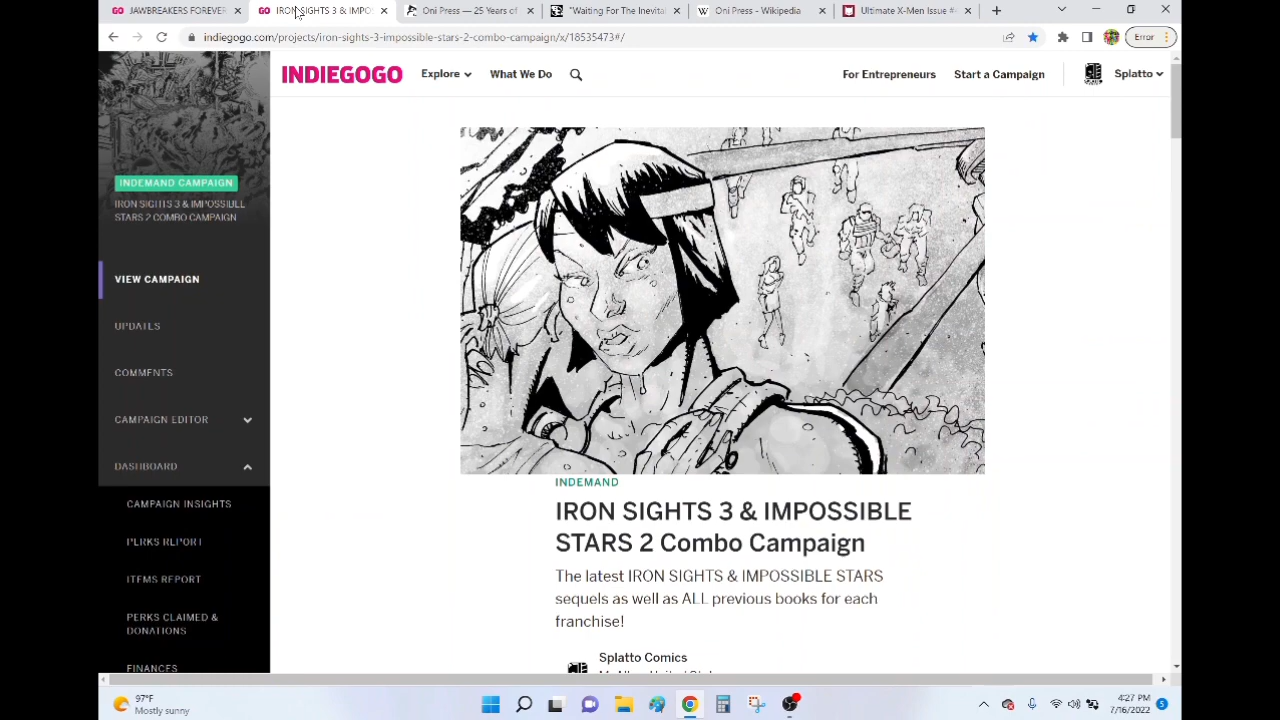 JAWBREAKERS FOREVER
IRON SIGHTS 3 & IMPO
Oni Press — 25 Years of
"Waiting For The Inevita
Oni Press - Wikipedia
Ultimate X-Men Issue #
indiegogo.com/projects/iron-sights-3-impossible-stars-2-combo-campaign/x/18535473#/
Error
INDIEGOGO
Explore
What We Do
For Entrepreneurs
Start a Campaign
Splatto
INDEMAND CAMPAIGN
IRON SIGHTS 3 & IMPOSSIBLE
STARS 2 COMBO CAMPAIGN
VIEW CAMPAIGN
UPDATES
COMMENTS
CAMPAIGN EDITOR
DASHBOARD
CAMPAIGN INSIGHTS
PERKS REPORT
ITEMS REPORT
PERKS CLAIMED &
DONATIONS
FINANCES
INDEMAND
IRON SIGHTS 3 & IMPOSSIBLE
STARS 2 Combo Campaign
The latest IRON SIGHTS & IMPOSSIBLE STARS
sequels as well as ALL previous books for each
franchise!
Splatto Comics
97°F
Mostly sunny
4:27 PM
7/16/2022
5